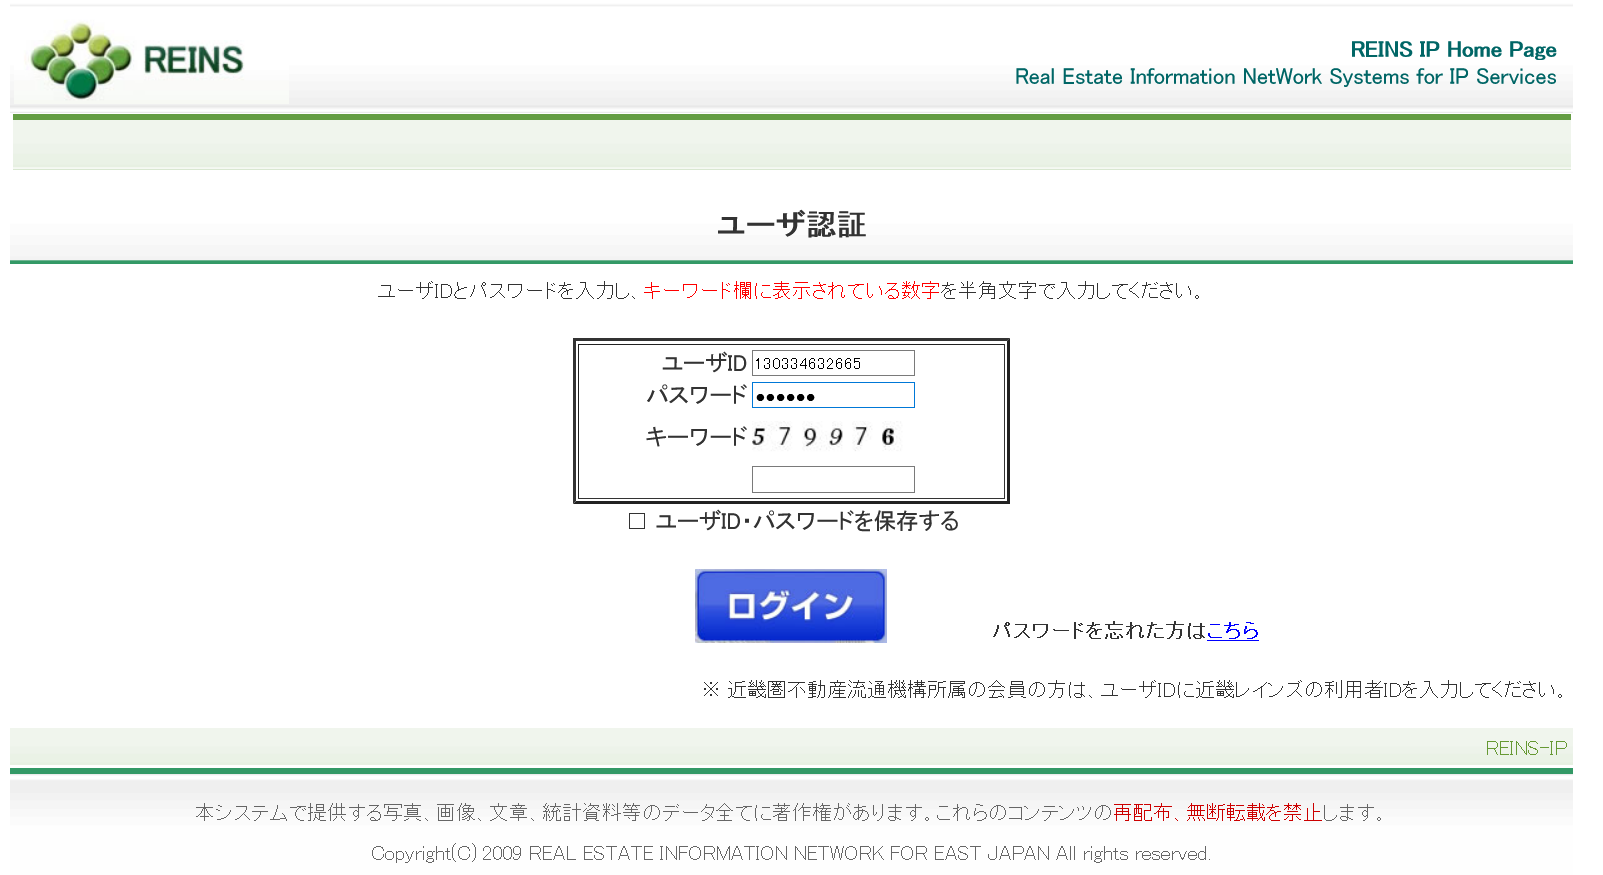 REINS
REINS IP Home Page
Real Estate Information NetWork Systems for IP Services
ユーザ認証
ユーザIDとパスワードを入力し、キーワード欄に表示されている数字を半角文字で入力してください。
ユーザID 130334632665
パスワード ●●●●●●
キーワード 5 7 9 9 7 6
□ ユーザID・パスワードを保存する
ログイン
パスワードを忘れた方はこちら
※ 近畿圏不動産流通機構所属の会員の方は、ユーザIDに近畿レインズの利用者IDを入力してください。
REINS-IP
本システムで提供する写真、画像、文章、統計資料等のデータ全てに著作権があります。これらのコンテンツの再配布、無断転載を禁止します。
Copyright(C) 2009 REAL ESTATE INFORMATION NETWORK FOR EAST JAPAN All rights reserved.